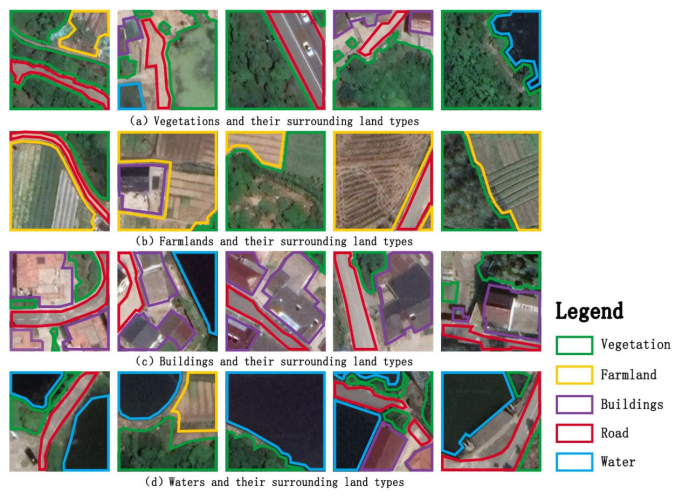 (a) Vegetations and their surrounding land types
(b) Farmlands and their surrounding land types
(c) Buildings and their surrounding land types
Legend
Vegetation
Farmland
Buildings
Road
Water
(d) Waters and their surrounding land types